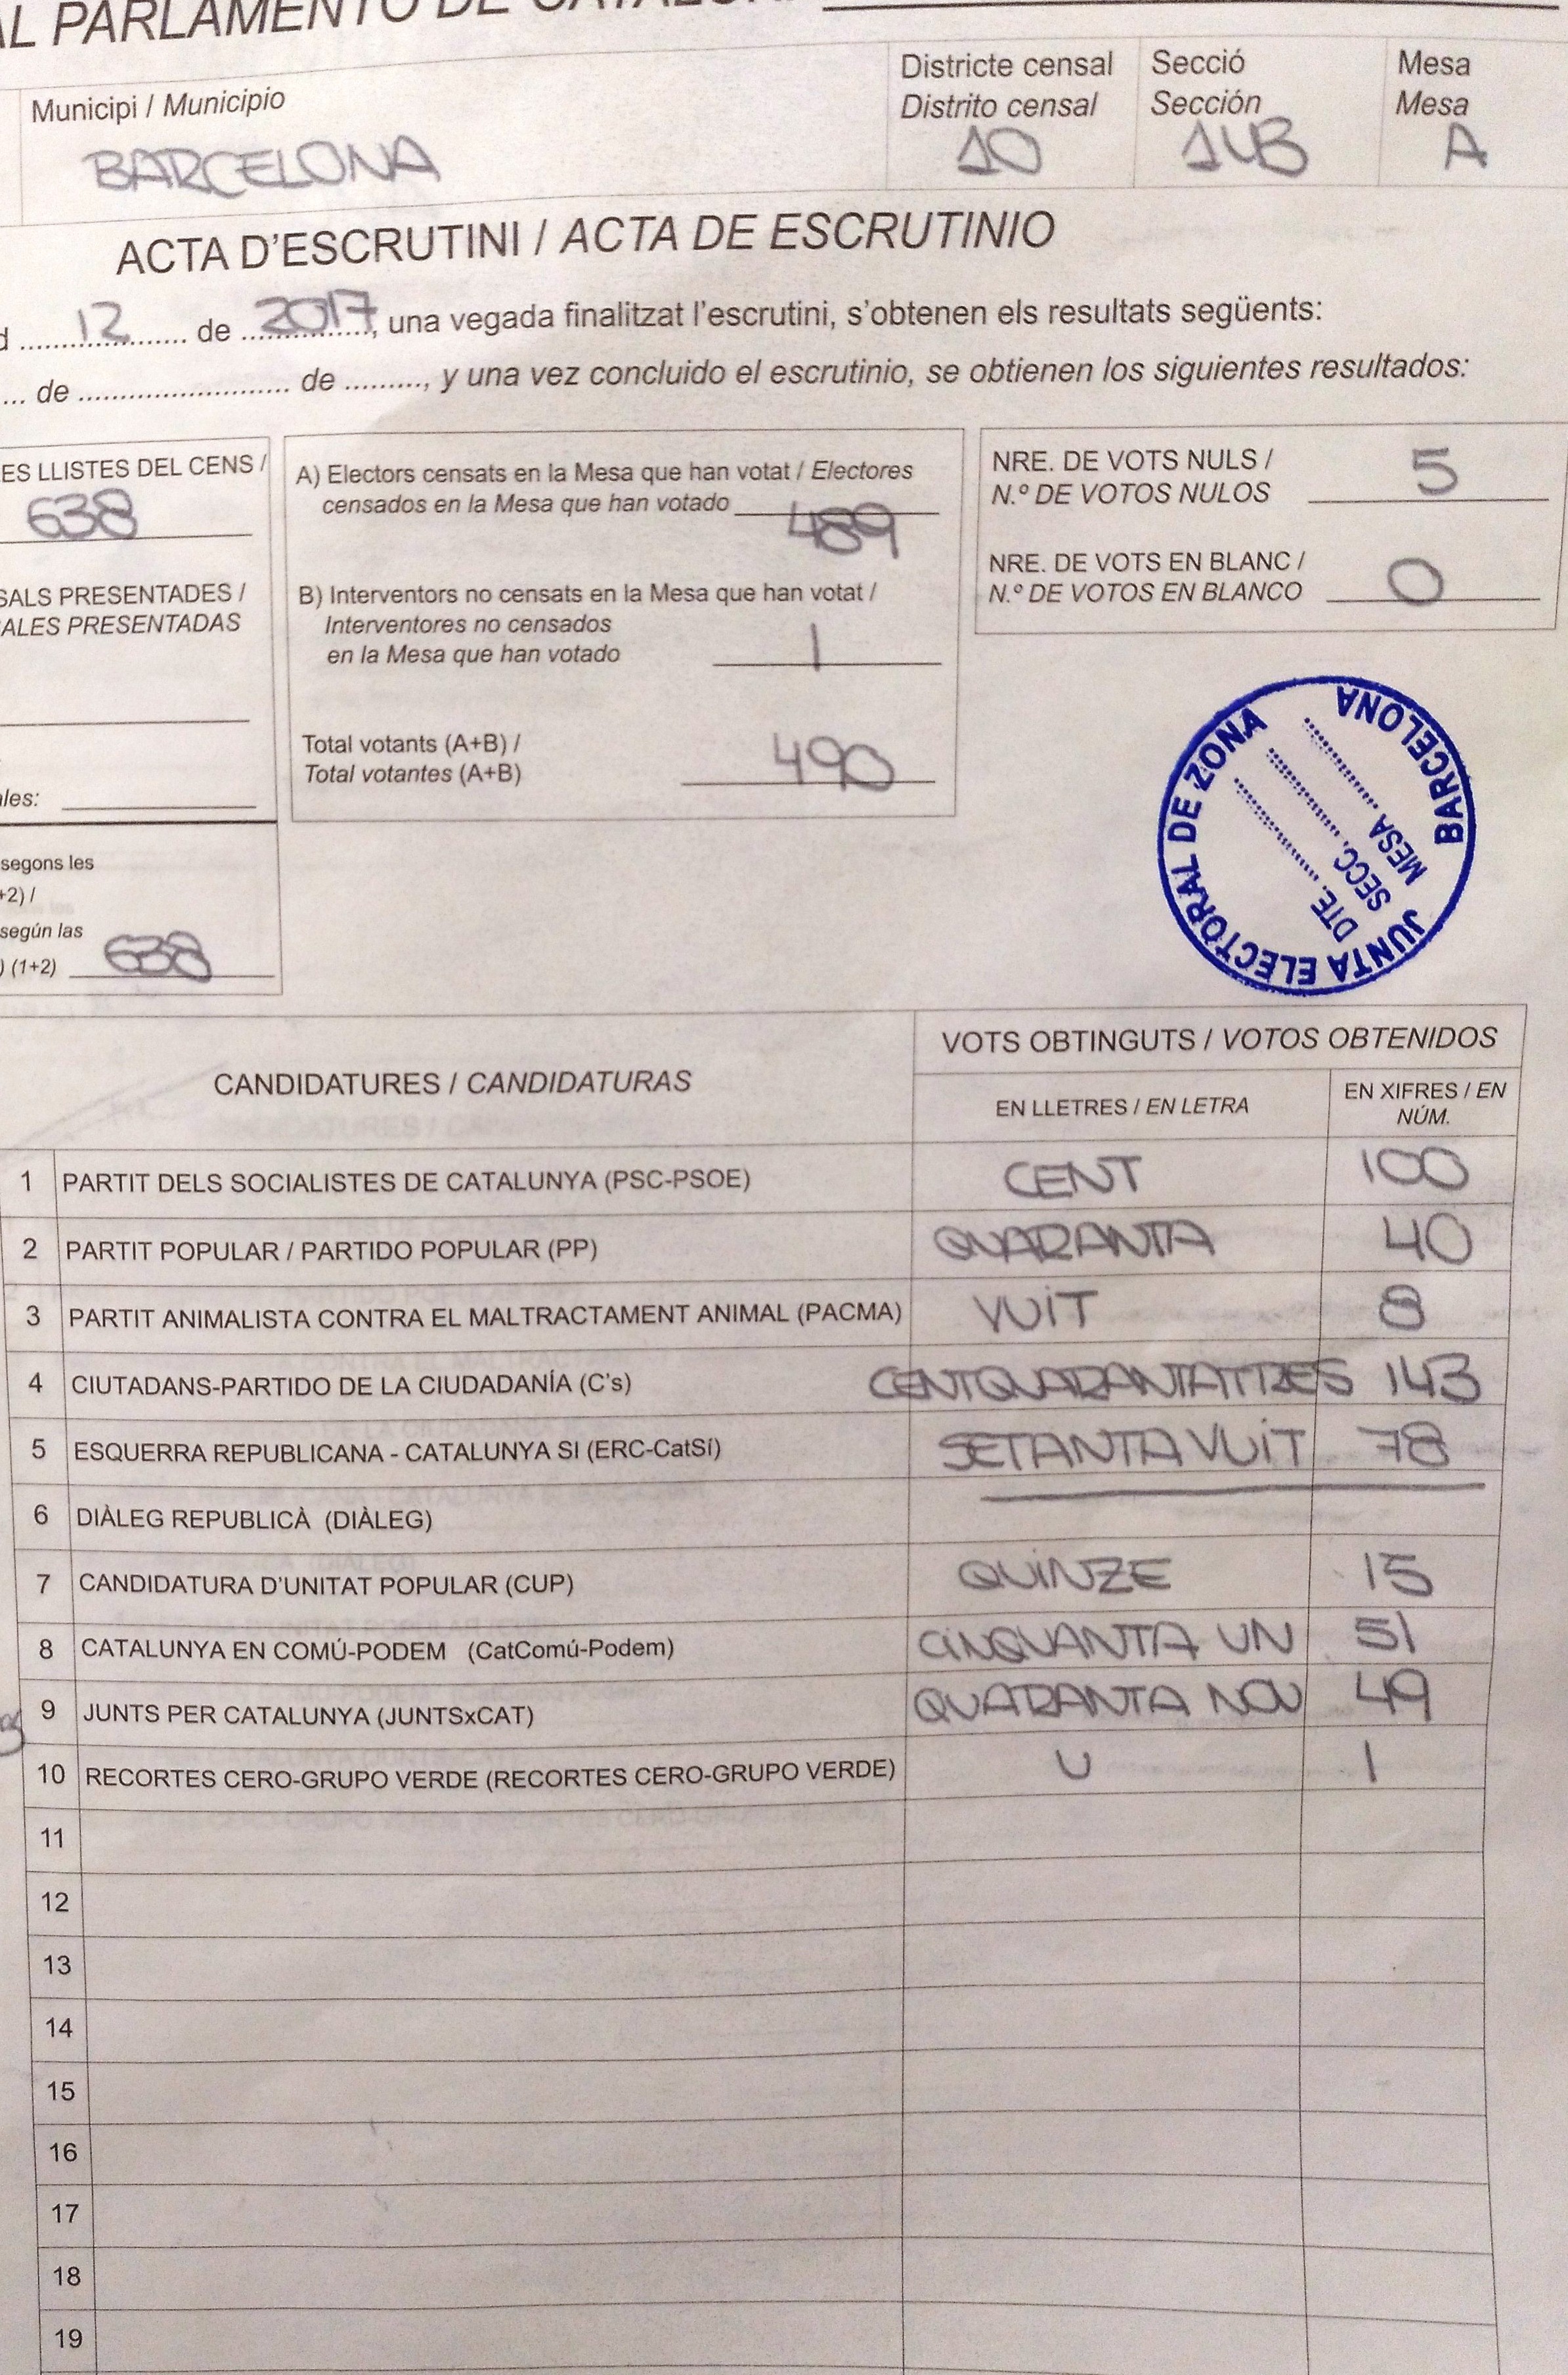 AL PARLAMENTO DE
Municipi / Municipio
BARCELONA
Districte censal
Distrito censal
10
Secció
Sección
143
Mesa
Mesa
A
ACTA D'ESCRUTINI / ACTA DE ESCRUTINIO
12 de 2017, una vegada finalitzat l'escrutini, s'obtenen els resultats següents:
... de ........................ de ........., y una vez concluido el escrutinio, se obtienen los siguientes resultados:
ES LLISTES DEL CENS /
638
SALS PRESENTADES /
ALES PRESENTADAS
ales:
segons les
+2) /
según las
) (1+2) 638
A) Electors censats en la Mesa que han votat / Electores
censados en la Mesa que han votado 489
B) Interventors no censats en la Mesa que han votat /
Interventores no censados
en la Mesa que han votado 1
Total votants (A+B) /
Total votantes (A+B) 490
NRE. DE VOTS NULS /
N.º DE VOTOS NULOS 5
NRE. DE VOTS EN BLANC /
N.º DE VOTOS EN BLANCO 0
JUNTA ELECTORAL DE ZONA
BARCELONA
DTE.
SECC.
MESA
CANDIDATURES / CANDIDATURAS
VOTS OBTINGUTS / VOTOS OBTENIDOS
EN LLETRES / EN LETRA
EN XIFRES / EN
NÚM.
1 PARTIT DELS SOCIALISTES DE CATALUNYA (PSC-PSOE) CENT 100
2 PARTIT POPULAR / PARTIDO POPULAR (PP) QUARANTA 40
3 PARTIT ANIMALISTA CONTRA EL MALTRACTAMENT ANIMAL (PACMA) VUIT 8
4 CIUTADANS-PARTIDO DE LA CIUDADANÍA (C's) CENTQUARANTATRES 143
5 ESQUERRA REPUBLICANA - CATALUNYA SI (ERC-CatSí) SETANTA VUIT 78
6 DIÀLEG REPUBLICÀ (DIÀLEG)
7 CANDIDATURA D'UNITAT POPULAR (CUP) QUINZE 15
8 CATALUNYA EN COMÚ-PODEM (CatComú-Podem) CINQUANTA UN 51
9 JUNTS PER CATALUNYA (JUNTSxCAT) QUARANTA NOU 49
10 RECORTES CERO-GRUPO VERDE (RECORTES CERO-GRUPO VERDE) U 1
11
12
13
14
15
16
17
18
19